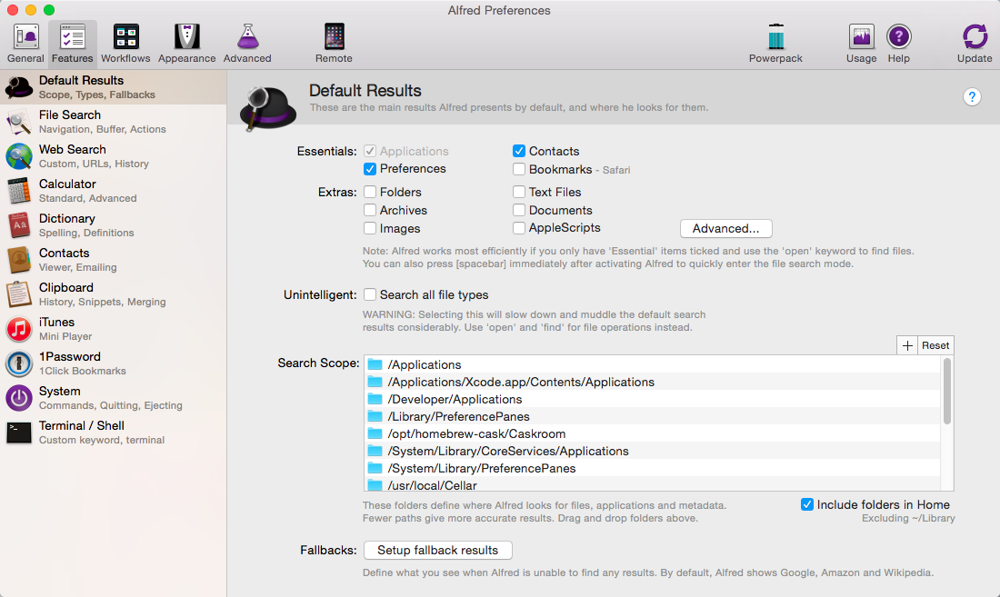 Alfred Preferences
General Features Workflows Appearance Advanced Remote Powerpack Usage Help Update
Default Results
Scope, Types, Fallbacks
File Search
Navigation, Buffer, Actions
Web Search
Custom, URLs, History
Calculator
Standard, Advanced
Dictionary
Spelling, Definitions
Contacts
Viewer, Emailing
Clipboard
History, Snippets, Merging
iTunes
Mini Player
1Password
1Click Bookmarks
System
Commands, Quitting, Ejecting
Terminal / Shell
Custom keyword, terminal
Default Results
These are the main results Alfred presents by default, and where he looks for them.
?
Essentials: Applications Contacts
Preferences Bookmarks - Safari
Extras: Folders Text Files
Archives Documents
Images AppleScripts Advanced...
Note: Alfred works most efficiently if you only have 'Essential' items ticked and use the 'open' keyword to find files.
You can also press [spacebar] immediately after activating Alfred to quickly enter the file search mode.
Unintelligent: Search all file types
WARNING: Selecting this will slow down and muddle the default search
results considerably. Use 'open' and 'find' for file operations instead.
+ Reset
Search Scope: /Applications
/Applications/Xcode.app/Contents/Applications
/Developer/Applications
/Library/PreferencePanes
/opt/homebrew-cask/Caskroom
/System/Library/CoreServices/Applications
/System/Library/PreferencePanes
/usr/local/Cellar
These folders define where Alfred looks for files, applications and metadata.
Fewer paths give more accurate results. Drag and drop folders above.
Include folders in Home
Excluding ~/Library
Fallbacks: Setup fallback results
Define what you see when Alfred is unable to find any results. By default, Alfred shows Google, Amazon and Wikipedia.